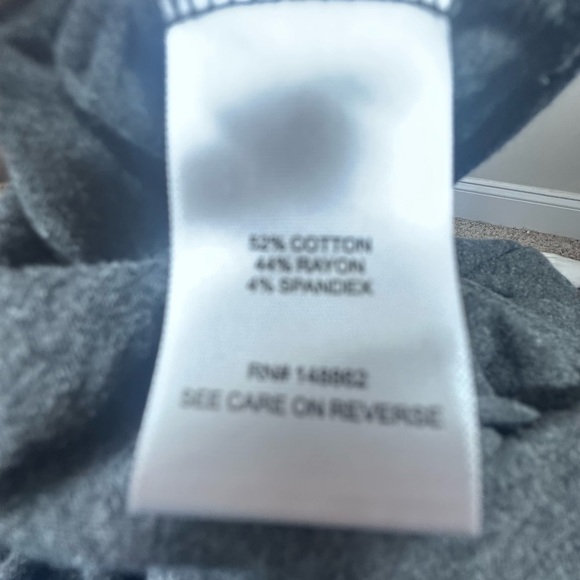 52% COTTON
44% RAYON
4% SPANDEX
RN# 148862
SEE CARE ON REVERSE